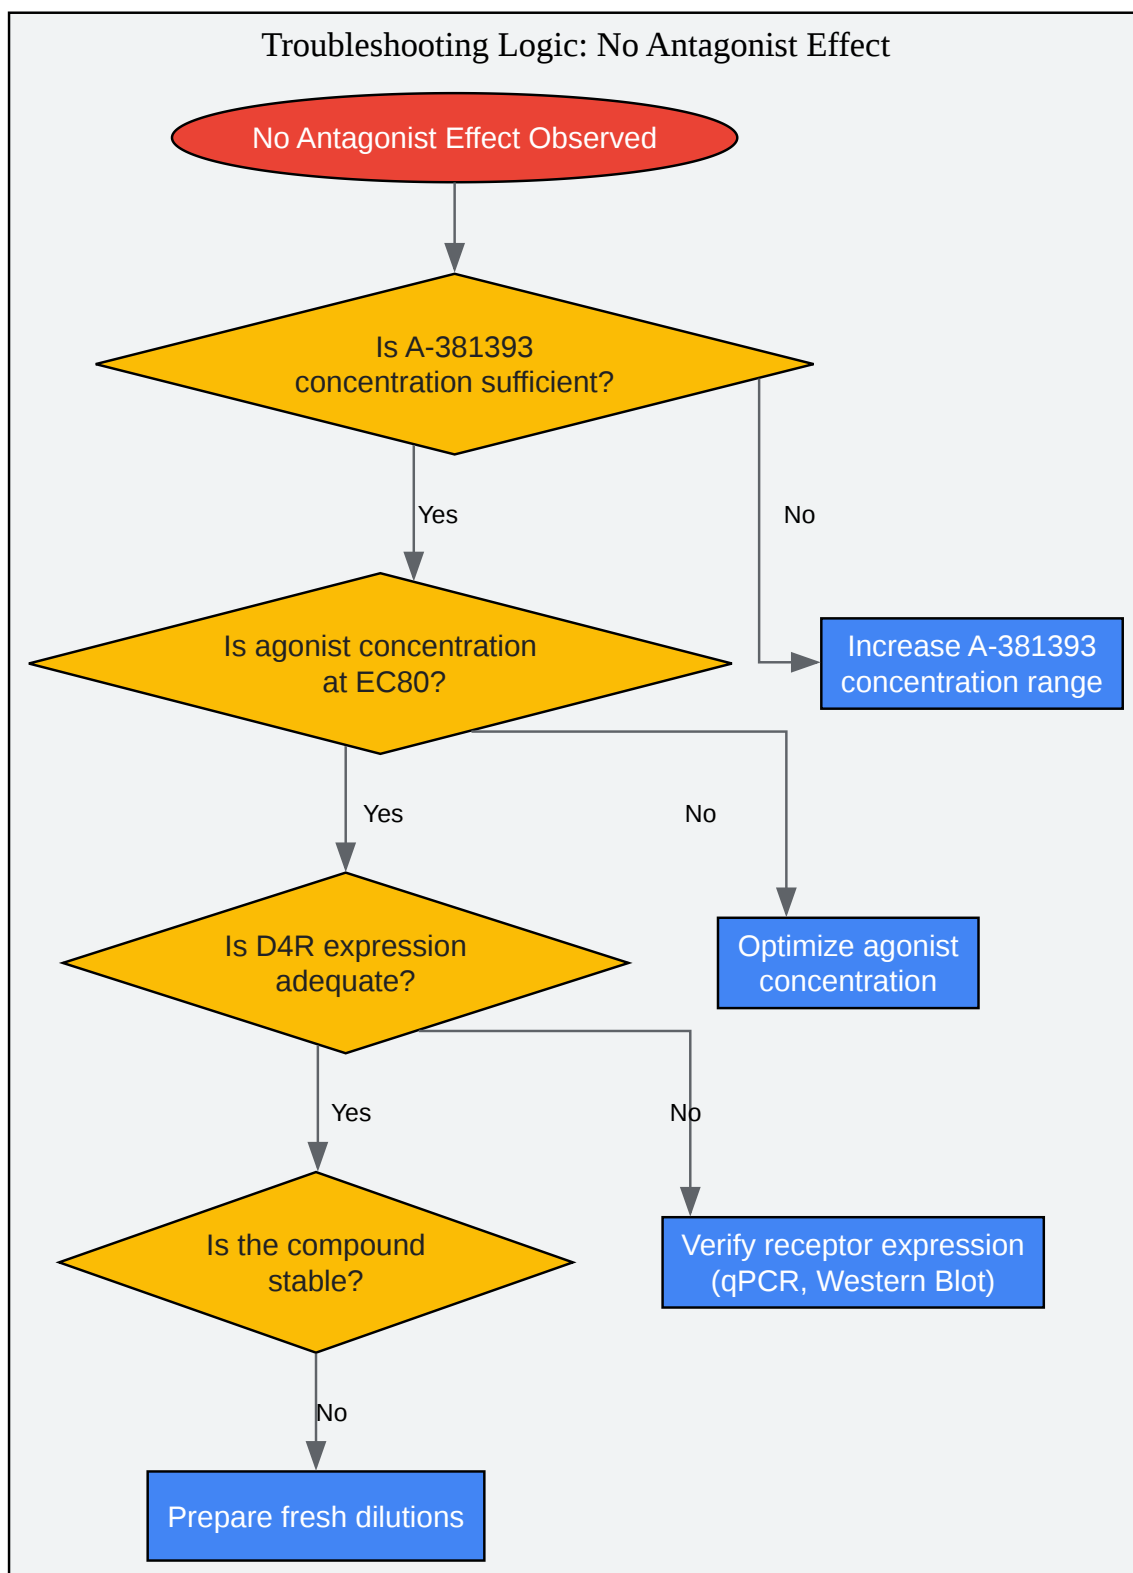 Troubleshooting Logic: No Antagonist Effect
No Antagonist Effect Observed
Is A-381393
concentration sufficient?
Yes
No
Is agonist concentration
at EC80?
Increase A-381393
concentration range
Yes
No
Is D4R expression
adequate?
Optimize agonist
concentration
Yes
No
Is the compound
stable?
Verify receptor expression
(qPCR, Western Blot)
No
Prepare fresh dilutions